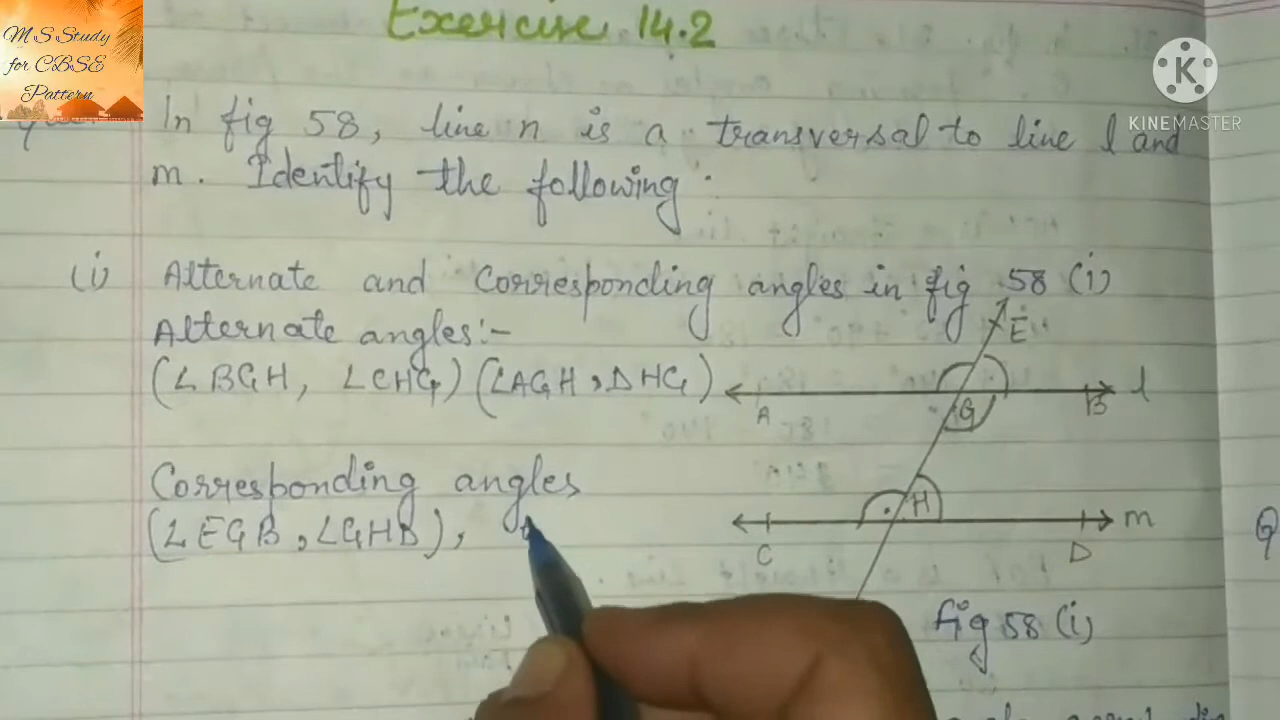 M S Study
for CBSE
Pattern
Exercise 14.2
KINEMASTER
In fig 58, line n is a transversal to line l and
m. Identify the following :
(i) Alternate and Corresponding angles in fig 58 (i)
Alternate angles:-
(∠BGH, ∠CHG) (∠AGH, DHG)
Corresponding angles
(∠EGB, ∠GHD),
E
A G B l
H
C D m
fig 58 (i)
Q